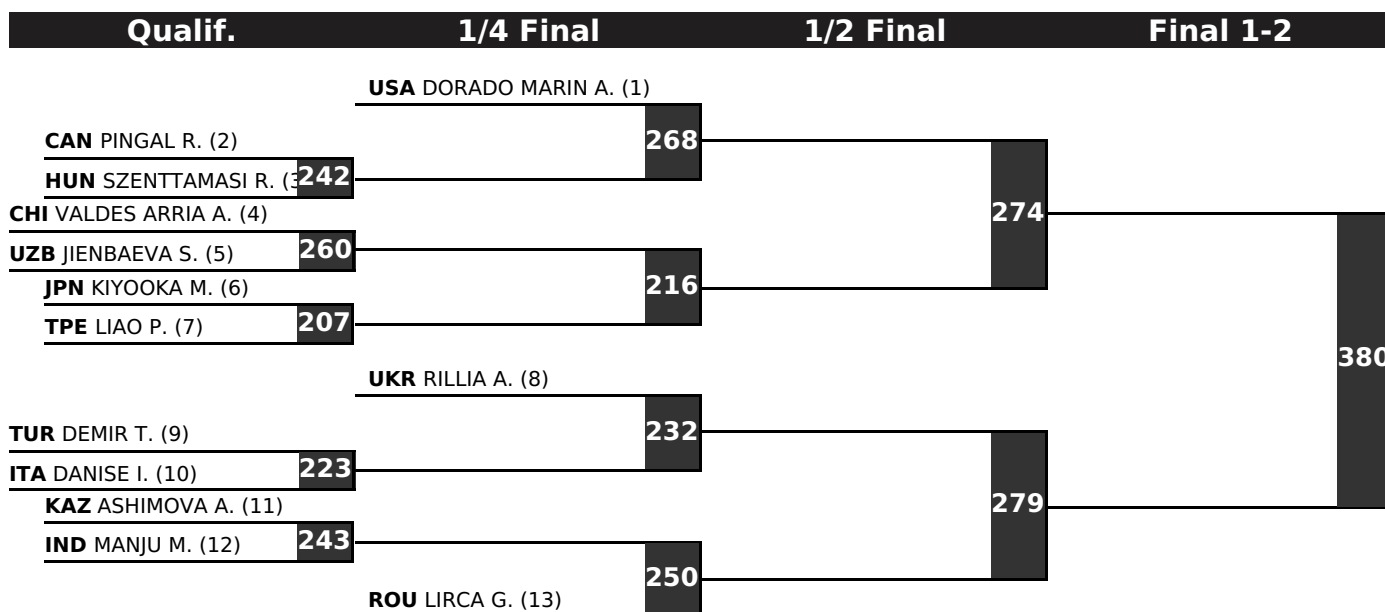 Qualif. 1/4 Final 1/2 Final Final 1-2
USA DORADO MARIN A. (1)
268
CAN PINGAL R. (2)
HUN SZENTTAMASI R. (3
242
CHI VALDES ARRIA A. (4)
274
UZB JIENBAEVA S. (5)
260
JPN KIYOOKA M. (6)
216
TPE LIAO P. (7)
207
380
UKR RILLIA A. (8)
232
TUR DEMIR T. (9)
ITA DANISE I. (10)
223
KAZ ASHIMOVA A. (11)
279
IND MANJU M. (12)
243
250
ROU LIRCA G. (13)